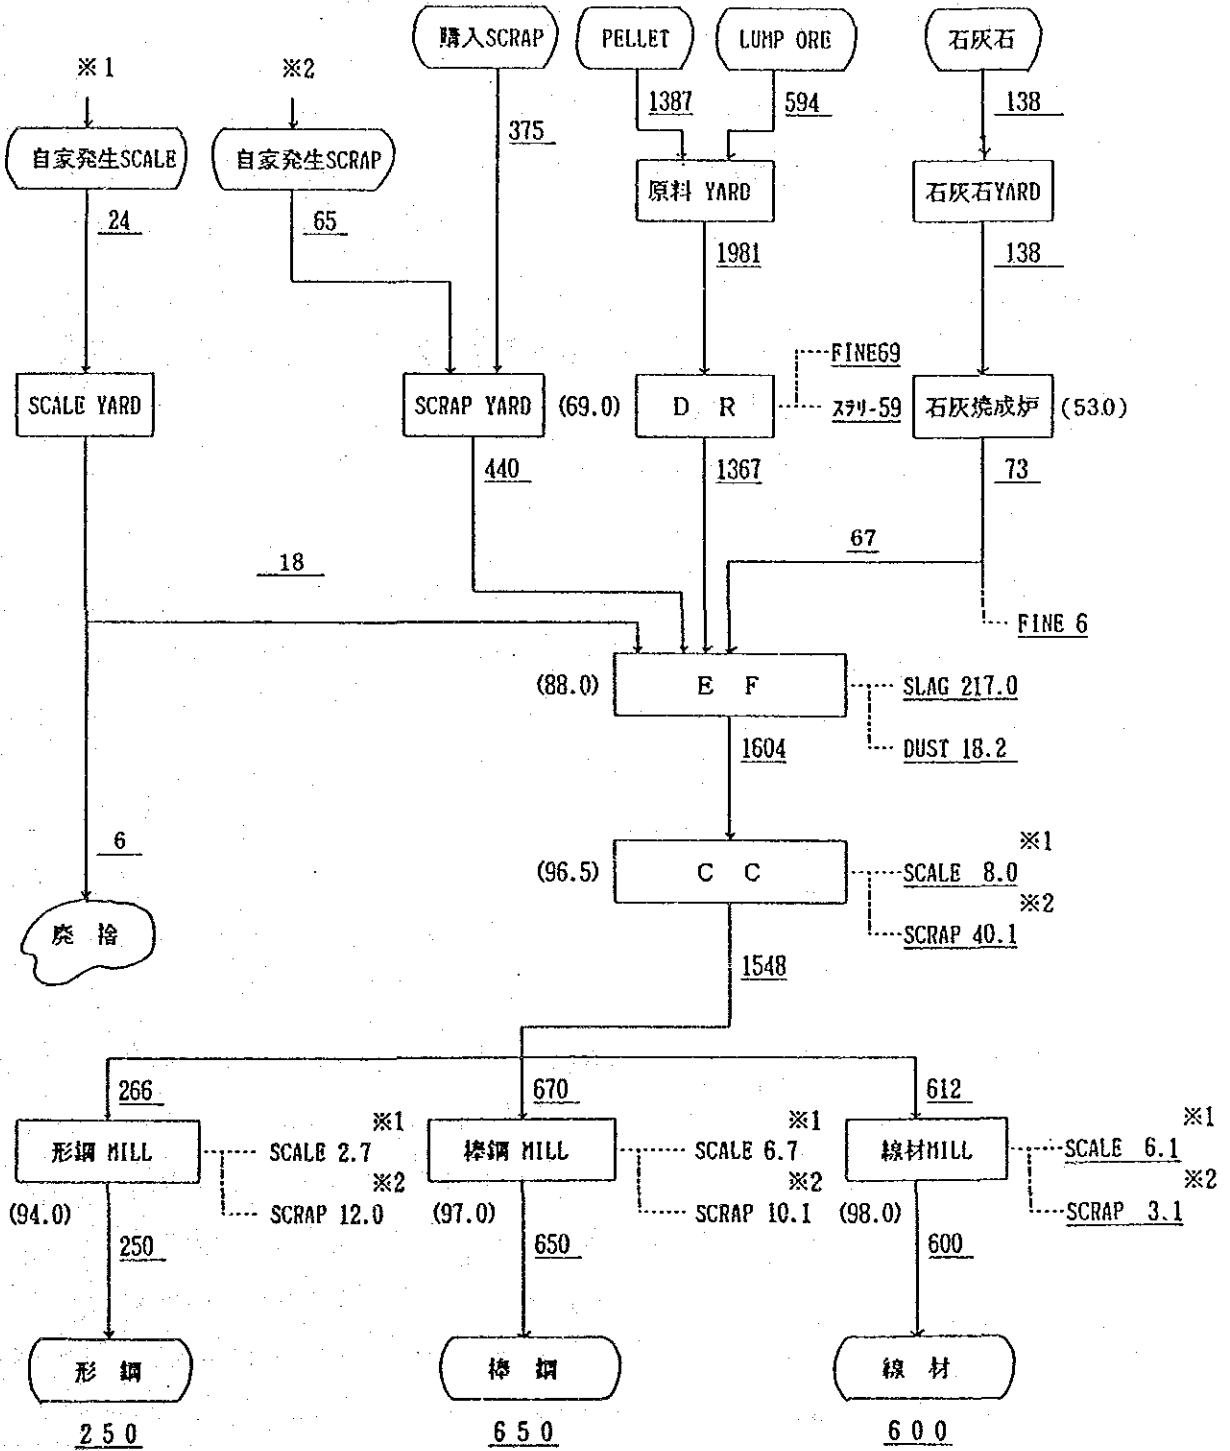 購入SCRAP
PELLET
LUMP ORE
石灰石
※1
※2
1387
594
138
375
自家発生SCALE
自家発生SCRAP
原料 YARD
石灰石YARD
24
65
1981
138
FINE69
SCALE YARD
SCRAP YARD
(69.0)
D R
スラリー59
石灰焼成炉
(53.0)
440
1367
73
67
18
FINE 6
(88.0)
E F
SLAG 217.0
1604
DUST 18.2
6
※1
(96.5)
C C
SCALE 8.0
※2
廃 捨
SCRAP 40.1
1548
266
670
612
※1
※1
※1
形鋼 MILL
SCALE 2.7
棒鋼 MILL
SCALE 6.7
線材MILL
SCALE 6.1
※2
※2
※2
(94.0)
SCRAP 12.0
(97.0)
SCRAP 10.1
(98.0)
SCRAP 3.1
250
650
600
形 鋼
棒 鋼
線 材
250
650
600